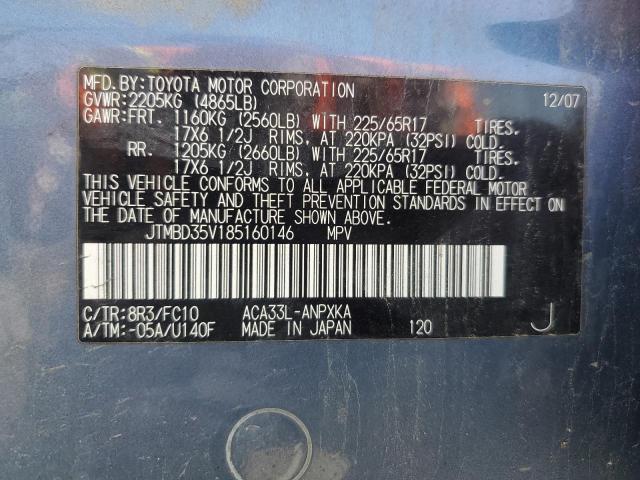 MFD.BY:TOYOTA MOTOR CORPORATION 12/07
GVWR:2205KG (4865LB)
GAWR:FRT. 1160KG (2560LB) WITH 225/65R17 TIRES.
17X6 1/2J RIMS, AT 220KPA (32PSI) COLD.
RR. 1205KG (2660LB) WITH 225/65R17 TIRES.
17X6 1/2J RIMS, AT 220KPA (32PSI) COLD.
THIS VEHICLE CONFORMS TO ALL APPLICABLE FEDERAL MOTOR
VEHICLE SAFETY AND THEFT PREVENTION STANDARDS IN EFFECT ON
THE DATE OF MANUFACTURE SHOWN ABOVE.
JTMBD35V185160146 MPV
C/TR:8R3/FC10 ACA33L-ANPXKA
A/TM:-05A/U140F MADE IN JAPAN 120 J